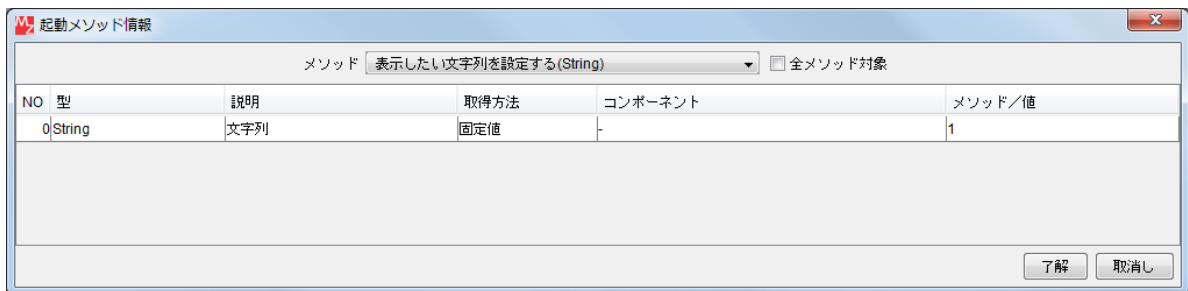 起動メソッド情報
メソッド 表示したい文字列を設定する(String) 全メソッド対象
NO 型 説明 取得方法 コンポーネント メソッド／値
0 String 文字列 固定値 - 1
了解 取消し